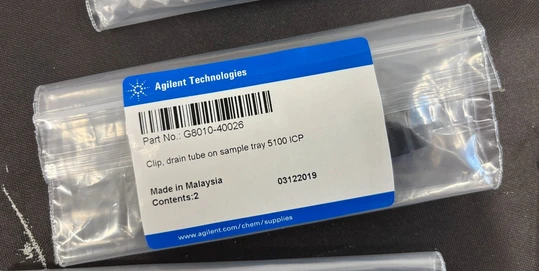 Agilent Technologies
Part No.: G8010-40026
Clip, drain tube on sample tray 5100 ICP
Made in Malaysia
Contents:2
03122019
www.agilent.com/chem/supplies